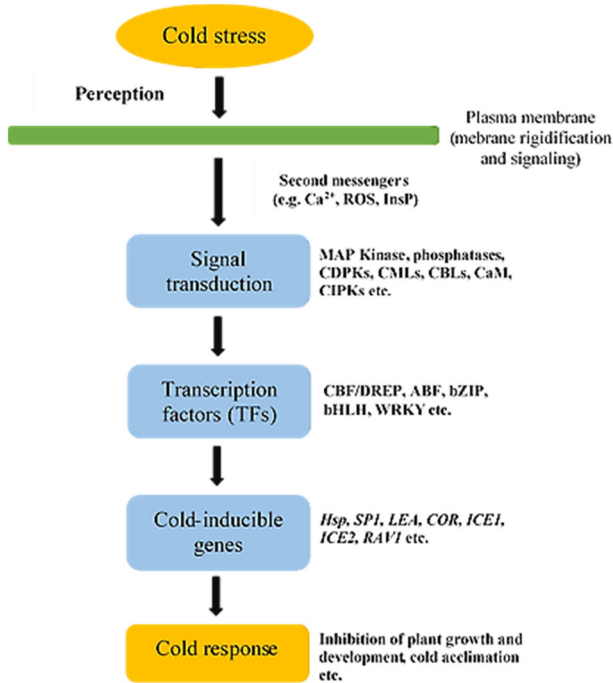 Cold stress
Perception
Plasma membrane
(mebrane rigidification
and signaling)
Second messengers
(e.g. Ca²⁺, ROS, InsP)
Signal
transduction
MAP Kinase, phosphatases,
CDPKs, CMLs, CBLs, CaM,
CIPKs etc.
Transcription
factors (TFs)
CBF/DREP, ABF, bZIP,
bHLH, WRKY etc.
Cold-inducible
genes
Hsp, SP1, LEA, COR, ICE1,
ICE2, RAV1 etc.
Cold response
Inhibition of plant growth and
development, cold acclimation
etc.